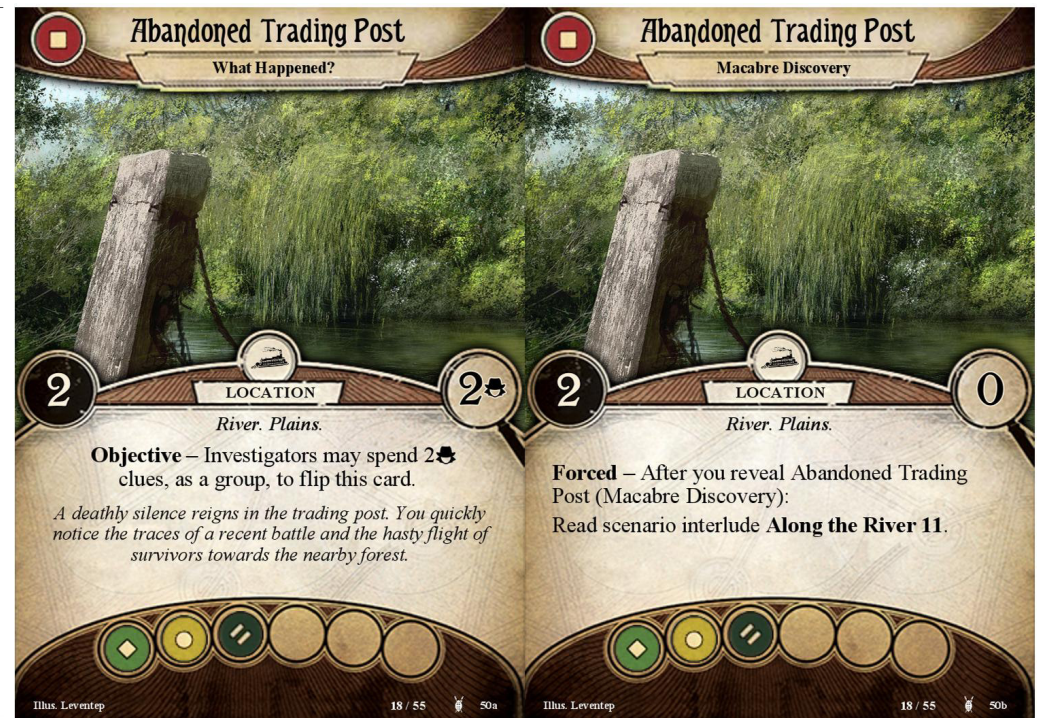 Abandoned Trading Post
What Happened?
2
2
LOCATION
River. Plains.
Objective – Investigators may spend 2
clues, as a group, to flip this card.
A deathly silence reigns in the trading post. You quickly
notice the traces of a recent battle and the hasty flight of
survivors towards the nearby forest.
Illus. Leventep
18 / 55
50a
Abandoned Trading Post
Macabre Discovery
2
0
LOCATION
River. Plains.
Forced – After you reveal Abandoned Trading
Post (Macabre Discovery):
Read scenario interlude Along the River 11.
Illus. Leventep
18 / 55
50b